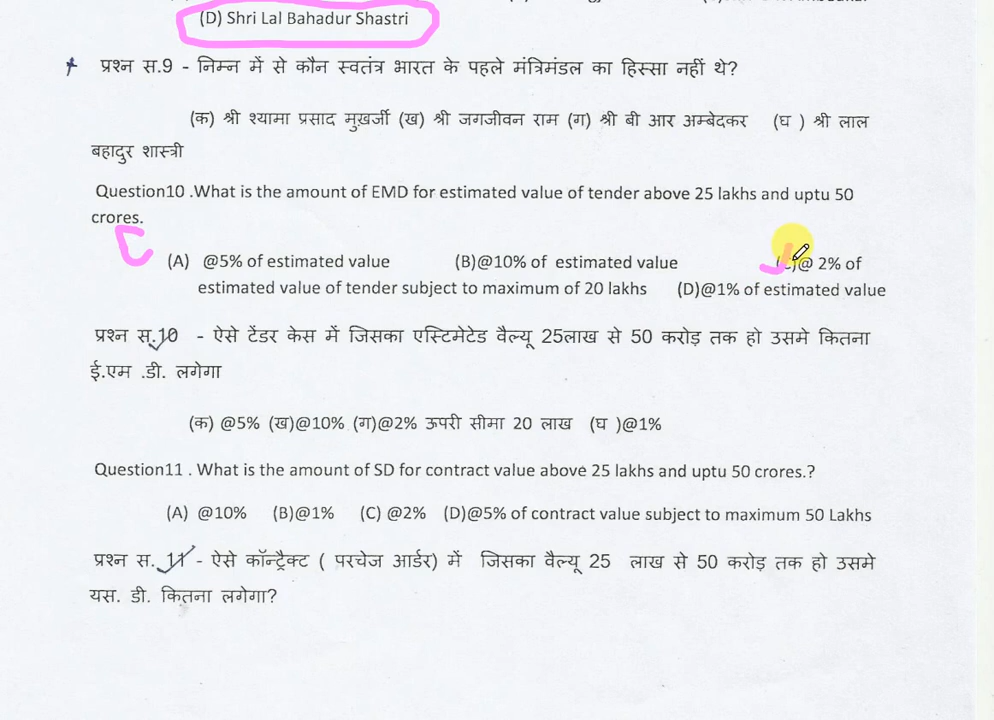 (D) Shri Lal Bahadur Shastri
प्रश्न स.9 - निम्न में से कौन स्वतंत्र भारत के पहले मंत्रिमंडल का हिस्सा नहीं थे?
(क) श्री श्यामा प्रसाद मुख़र्जी (ख) श्री जगजीवन राम (ग) श्री बी आर अम्बेदकर (घ ) श्री लाल
बहादुर शास्त्री
Question10 .What is the amount of EMD for estimated value of tender above 25 lakhs and uptu 50
crores.
(A) @5% of estimated value (B)@10% of estimated value (C)@ 2% of
estimated value of tender subject to maximum of 20 lakhs (D)@1% of estimated value
प्रश्न स.10 - ऐसे टेंडर केस में जिसका एस्टिमेटेड वैल्यू 25लाख से 50 करोड़ तक हो उसमे कितना
ई.एम .डी. लगेगा
(क) @5% (ख)@10% (ग)@2% ऊपरी सीमा 20 लाख (घ )@1%
Question11 . What is the amount of SD for contract value above 25 lakhs and uptu 50 crores.?
(A) @10% (B)@1% (C) @2% (D)@5% of contract value subject to maximum 50 Lakhs
प्रश्न स. 11 - ऐसे कॉन्ट्रैक्ट ( परचेज आर्डर) में जिसका वैल्यू 25 लाख से 50 करोड़ तक हो उसमे
यस. डी. कितना लगेगा?